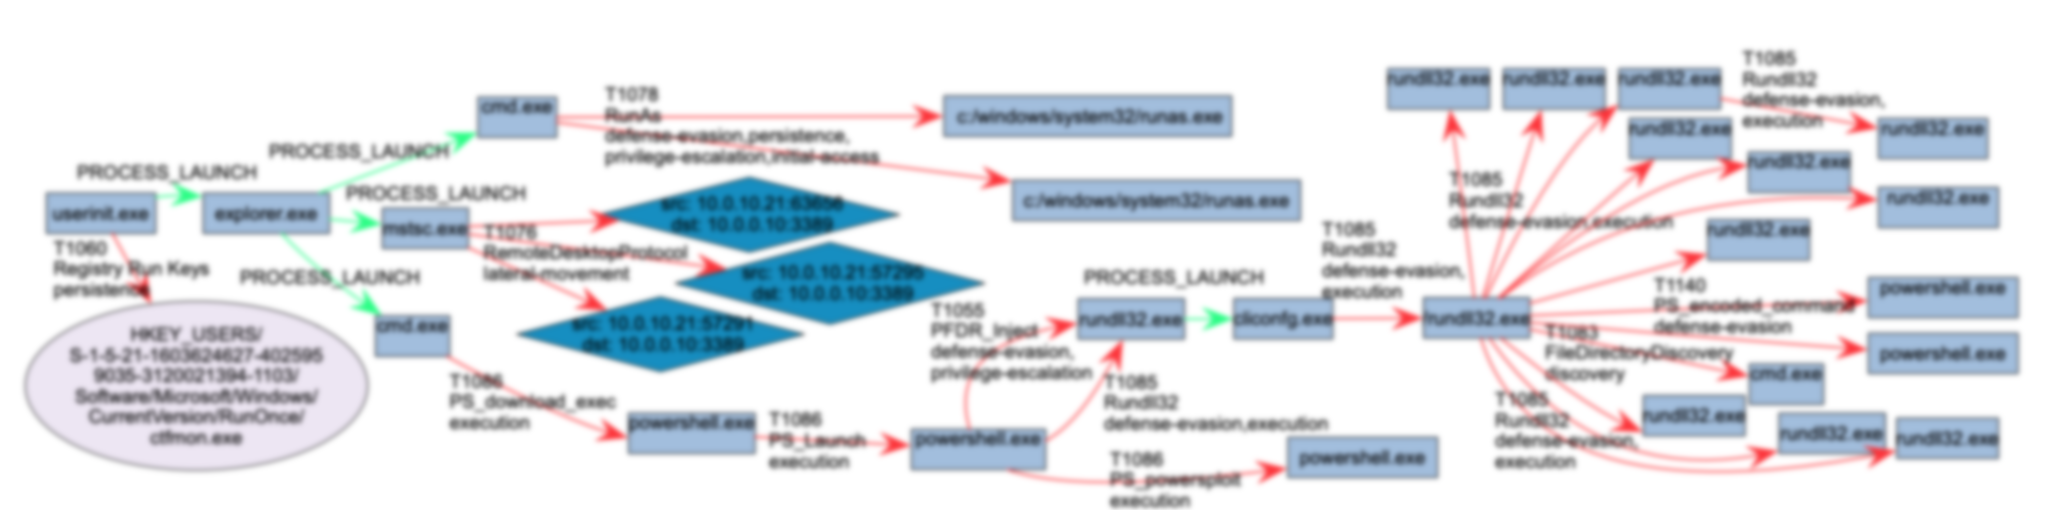 userinit.exe
PROCESS_LAUNCH
explorer.exe
T1060
Registry Run Keys
persistence
HKEY_USERS/
S-1-5-21-1603624627-402595
9035-3120021394-1103/
Software/Microsoft/Windows/
CurrentVersion/RunOnce/
ctfmon.exe
PROCESS_LAUNCH
cmd.exe
PROCESS_LAUNCH
mstsc.exe
PROCESS_LAUNCH
cmd.exe
T1078
RunAs
defense-evasion,persistence,
privilege-escalation,initial-access
c:/windows/system32/runas.exe
c:/windows/system32/runas.exe
T1076
RemoteDesktopProtocol
lateral-movement
src: 10.0.10.21:63656
dst: 10.0.0.10:3389
src: 10.0.10.21:57295
dst: 10.0.0.10:3389
src: 10.0.10.21:57291
dst: 10.0.0.10:3389
T1086
PS_download_exec
execution
powershell.exe
T1086
PS_Launch
execution
powershell.exe
T1055
PFDR_Inject
defense-evasion,
privilege-escalation
T1085
Rundll32
defense-evasion,execution
T1086
PS_powersploit
execution
powershell.exe
rundll32.exe
PROCESS_LAUNCH
cliconfg.exe
T1085
Rundll32
defense-evasion,
execution
rundll32.exe
T1085
Rundll32
defense-evasion,execution
rundll32.exe
rundll32.exe
rundll32.exe
T1085
Rundll32
defense-evasion,
execution
rundll32.exe
rundll32.exe
rundll32.exe
rundll32.exe
rundll32.exe
T1140
PS_encoded_command
defense-evasion
powershell.exe
powershell.exe
T1083
FileDirectoryDiscovery
discovery
cmd.exe
T1085
Rundll32
defense-evasion,
execution
rundll32.exe
rundll32.exe
rundll32.exe